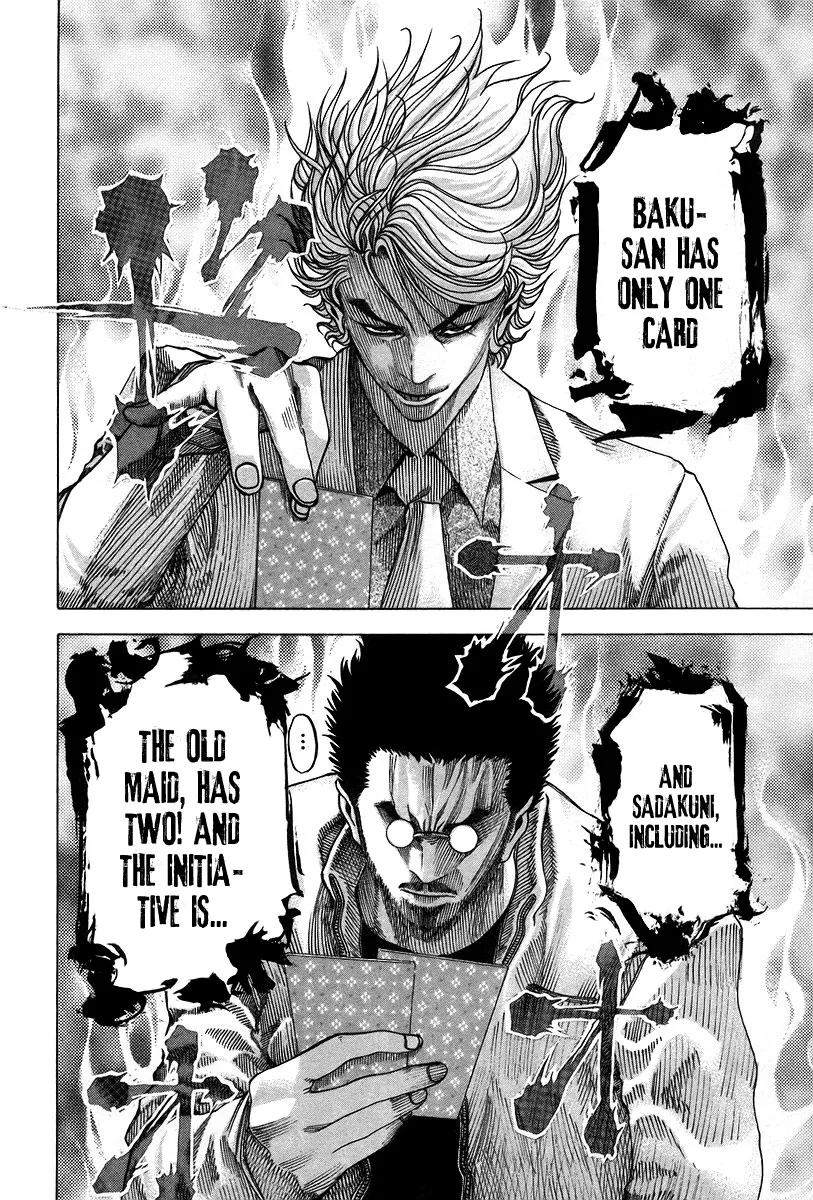 BAKU-
SAN HAS
ONLY ONE
CARD
AND
SADAKUNI,
INCLUDING...
...
THE OLD
MAID, HAS
TWO! AND
THE INITIA-
TIVE IS...